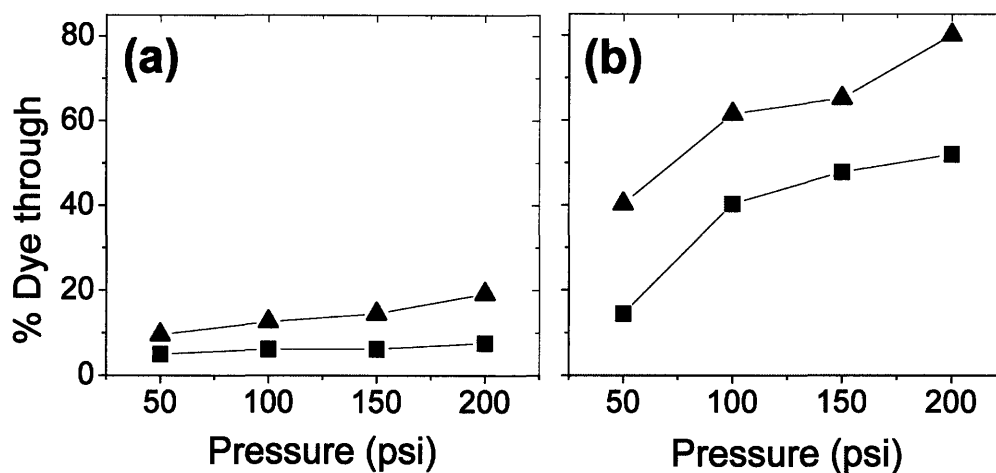 (a)
(b)
% Dye through
80
60
40
20
0
50 100 150 200
50 100 150 200
Pressure (psi)
Pressure (psi)